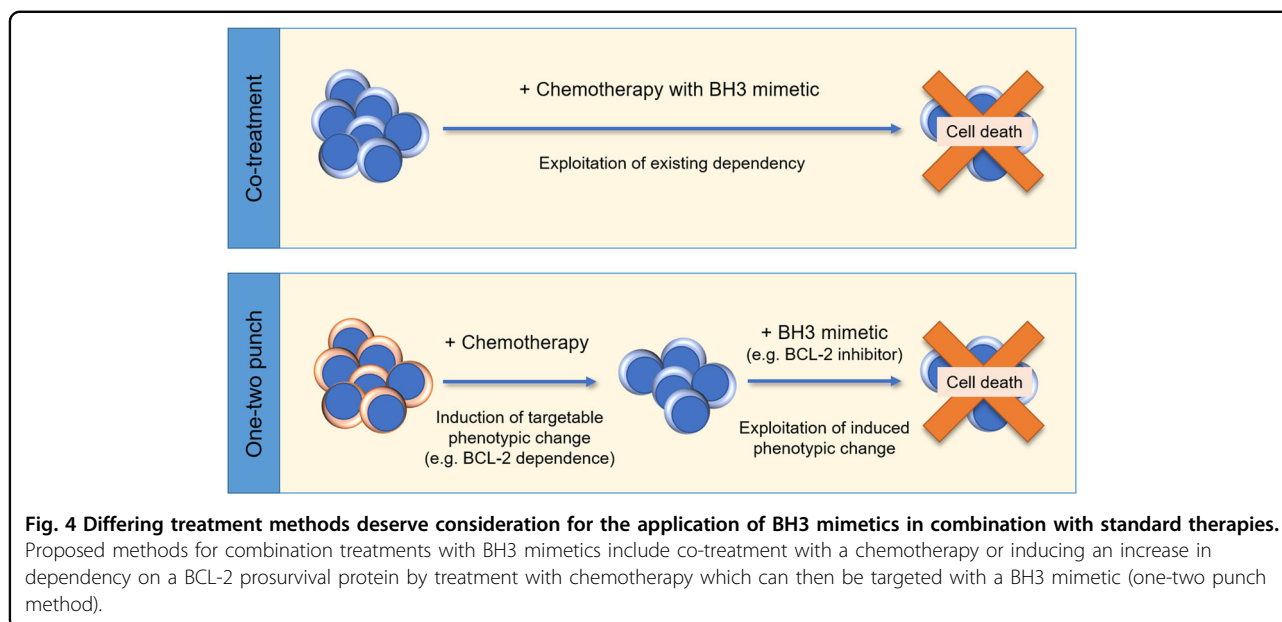 Co-treatment
+ Chemotherapy with BH3 mimetic
Exploitation of existing dependency
Cell death
One-two punch
+ Chemotherapy
Induction of targetable
phenotypic change
(e.g. BCL-2 dependence)
+ BH3 mimetic
(e.g. BCL-2 inhibitor)
Exploitation of induced
phenotypic change
Cell death
Fig. 4 Differing treatment methods deserve consideration for the application of BH3 mimetics in combination with standard therapies.
Proposed methods for combination treatments with BH3 mimetics include co-treatment with a chemotherapy or inducing an increase in
dependency on a BCL-2 prosurvival protein by treatment with chemotherapy which can then be targeted with a BH3 mimetic (one-two punch
method).